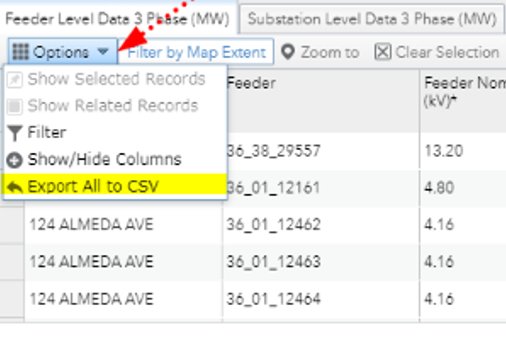 Feeder Level Data 3 Phase (MW) Substation Level Data 3 Phase (MW)
Options Filter by Map Extent Zoom to Clear Selection
Show Selected Records
Show Related Records
Filter
Show/Hide Columns
Export All to CSV
Feeder Feeder Nom
(kV)*
36_38_29557 13.20
36_01_12161 4.80
124 ALMEDA AVE 36_01_12462 4.16
124 ALMEDA AVE 36_01_12463 4.16
124 ALMEDA AVE 36_01_12464 4.16